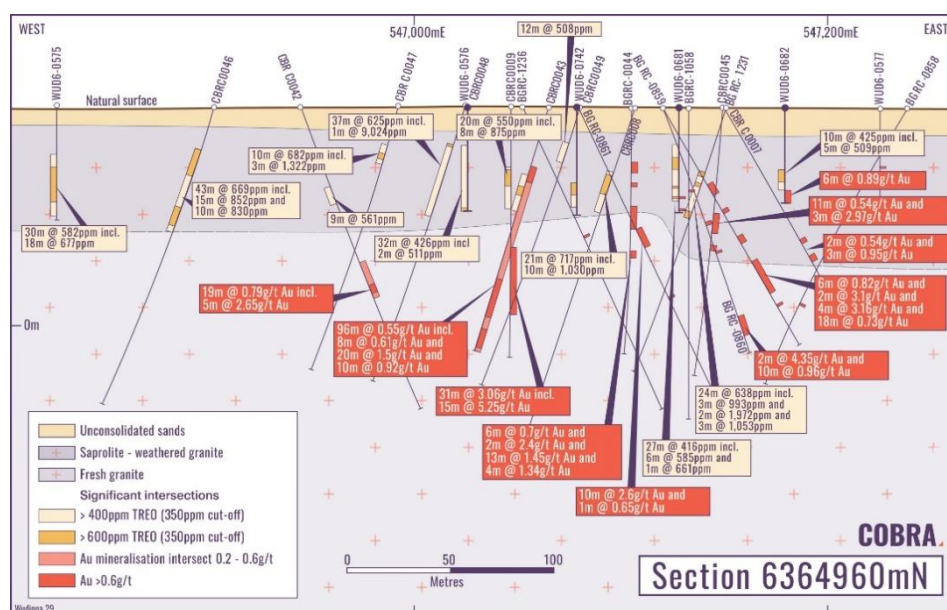 WEST
547,000mE
12m @ 508ppm
547,200mE
EAST
WUD6-0575
CBRC0046
CBR C0042
CBR C0047
WUD6-0576
CBRC0048
CBRC0009
BGRC-1236
CBRC0043
WUD6-0742
CBRC0049
BG RC-0861
BGRC-0044
CBRC0008
BG RC -0859
WUD6-0681
BGRC-1058
CBRC0045
BG RC- 1231
CBR C 0007
WUD6-0682
WUD6-0577
BG RC-0858
Natural surface
37m @ 625ppm incl.
1m @ 9,024ppm
20m @ 550ppm incl.
8m @ 875ppm
10m @ 682ppm incl.
3m @ 1,322ppm
10m @ 425ppm incl.
5m @ 509ppm
6m @ 0.89g/t Au
43m @ 669ppm incl.
15m @ 852ppm and
10m @ 830ppm
9m @ 561ppm
11m @ 0.54g/t Au and
3m @ 2.97g/t Au
30m @ 582ppm incl.
18m @ 677ppm
32m @ 426ppm incl
2m @ 511ppm
2m @ 0.54g/t Au and
3m @ 0.95g/t Au
21m @ 717ppm incl.
10m @ 1,030ppm
19m @ 0.79g/t Au incl.
5m @ 2.65g/t Au
6m @ 0.82g/t Au and
2m @ 3.1g/t Au and
4m @ 3.16g/t Au and
18m @ 0.73g/t Au
0m
96m @ 0.55g/t Au incl.
8m @ 0.61g/t Au and
20m @ 1.5g/t Au and
10m @ 0.92g/t Au
BG RC -0860
2m @ 4.35g/t Au and
10m @ 0.96g/t Au
31m @ 3.06g/t Au incl.
15m @ 5.25g/t Au
24m @ 638ppm incl.
3m @ 993ppm and
2m @ 1,972ppm and
3m @ 1,053ppm
6m @ 0.7g/t Au and
2m @ 2.4g/t Au and
13m @ 1.45g/t Au and
4m @ 1.34g/t Au
27m @ 416ppm incl.
6m @ 585ppm and
1m @ 661ppm
10m @ 2.6g/t Au and
1m @ 0.65g/t Au
Unconsolidated sands
Saprolite - weathered granite
Fresh granite
Significant intersections
> 400ppm TREO (350ppm cut-off)
>600ppm TREO (350ppm cut-off)
Au mineralisation intersect 0.2 - 0.6g/t
Au >0.6g/t
0 50 100
Metres
COBRA.
Section 6364960mN